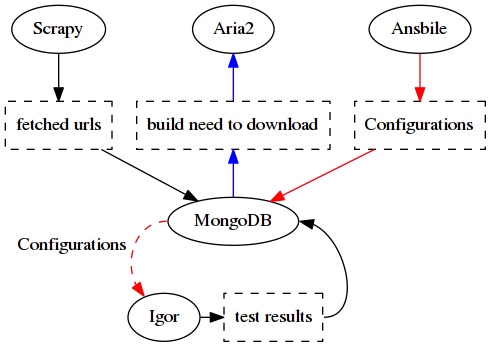 Scrapy
Aria2
Ansbile
fetched urls
build need to download
Configurations
MongoDB
Configurations
Igor
test results